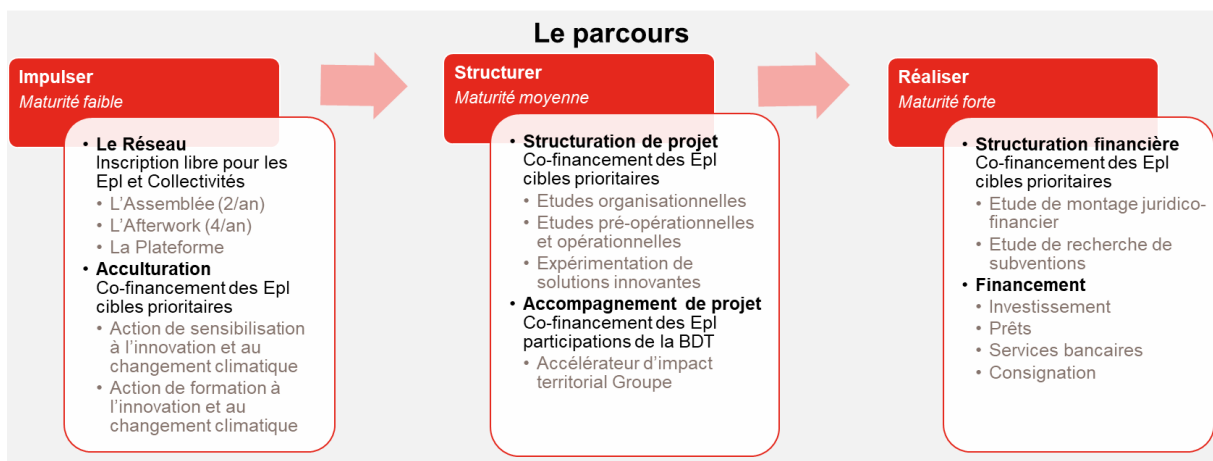 Le parcours
Impulser
Maturité faible
• Le Réseau
Inscription libre pour les
Epl et Collectivités
• L'Assemblée (2/an)
• L'Afterwork (4/an)
• La Plateforme
• Acculturation
Co-financement des Epl
cibles prioritaires
• Action de sensibilisation
à l'innovation et au
changement climatique
• Action de formation à
l'innovation et au
changement climatique
Structurer
Maturité moyenne
• Structuration de projet
Co-financement des Epl
cibles prioritaires
• Etudes organisationnelles
• Etudes pré-opérationnelles
et opérationnelles
• Expérimentation de
solutions innovantes
• Accompagnement de projet
Co-financement des Epl
participations de la BDT
• Accélérateur d'impact
territorial Groupe
Réaliser
Maturité forte
• Structuration financière
Co-financement des Epl
cibles prioritaires
• Etude de montage juridico-
financier
• Etude de recherche de
subventions
• Financement
• Investissement
• Prêts
• Services bancaires
• Consignation